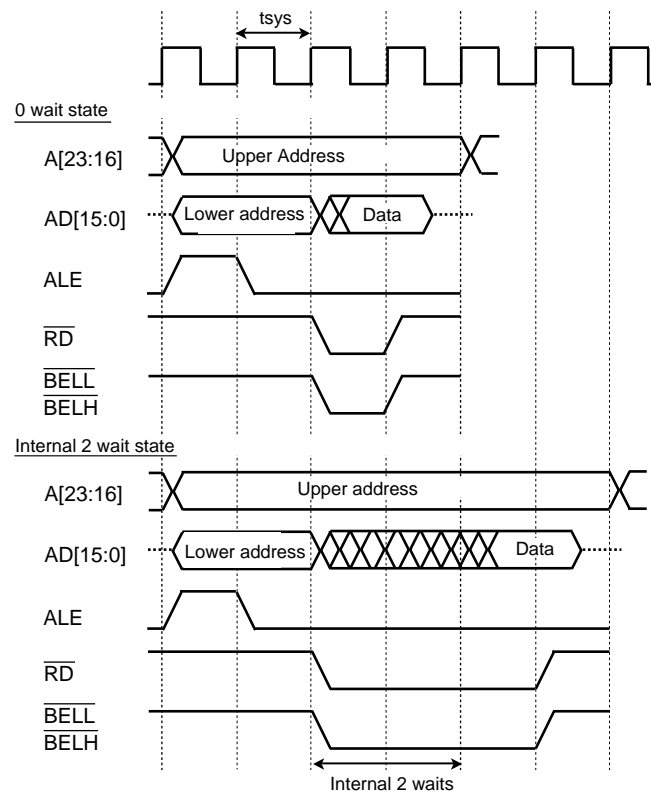 tsys
0 wait state
A[23:16]
Upper Address
AD[15:0]
Lower address
Data
ALE
RD
BELL
BELH
Internal 2 wait state
A[23:16]
Upper address
AD[15:0]
Lower address
Data
ALE
RD
BELL
BELH
Internal 2 waits